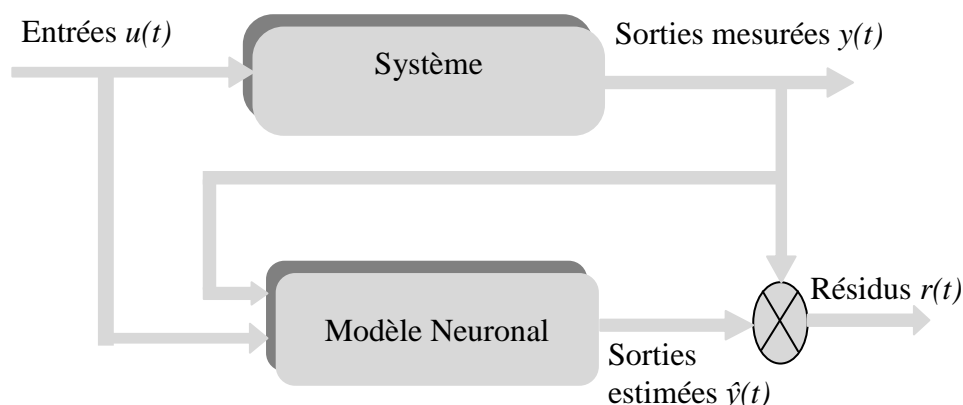 Entrées u(t)
Sorties mesurées y(t)
Système
Résidus r(t)
Modèle Neuronal
Sorties
estimées ŷ(t)